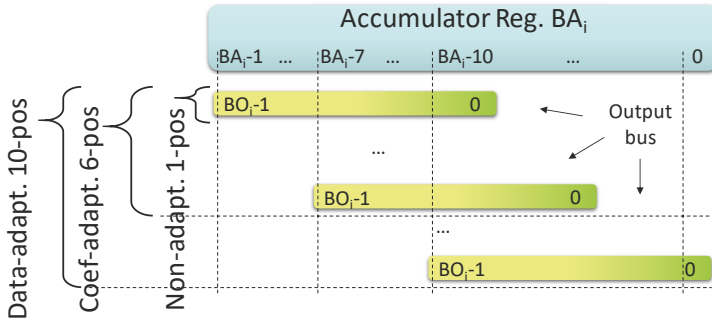 Accumulator Reg. BAi
BAi-1 ... BAi-7 ... BAi-10 ... 0
BOi-1 0
Output
bus
...
BOi-1 0
...
BOi-1 0
Data-adapt. 10-pos
Coef-adapt. 6-pos
Non-adapt. 1-pos